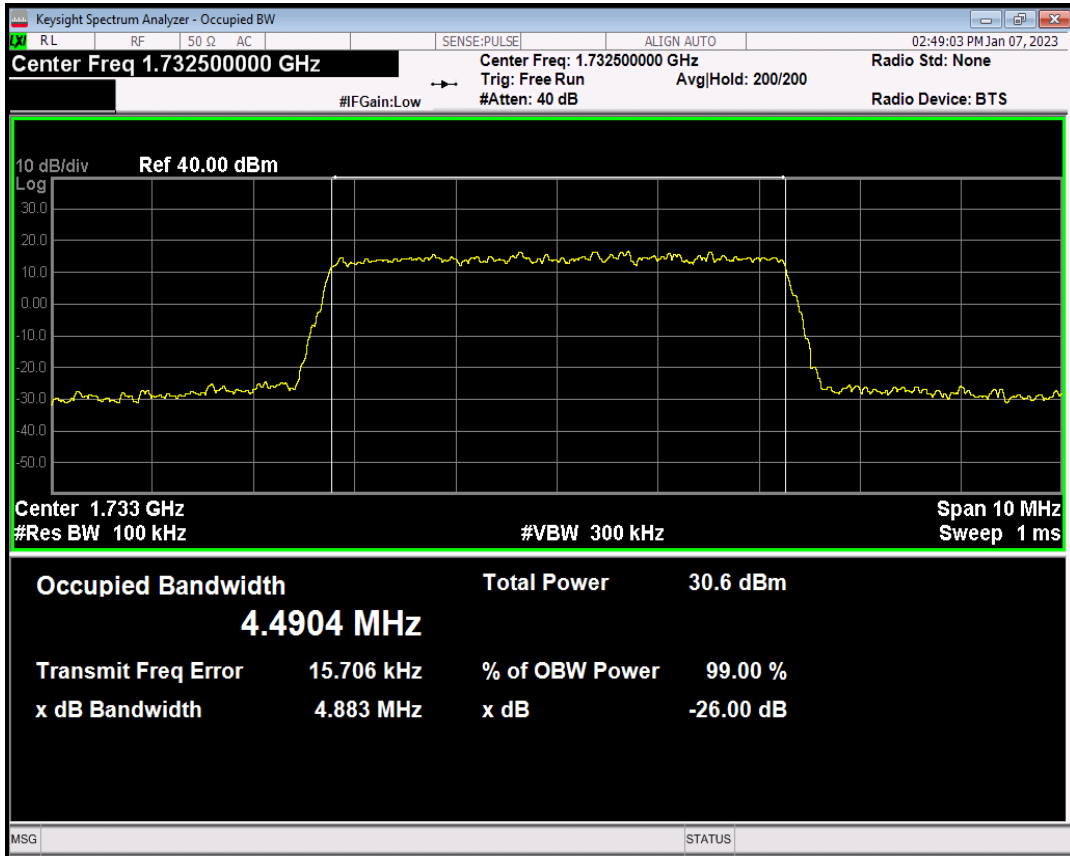 Keysight Spectrum Analyzer - Occupied BW
LXI RL RF 50 Ω AC SENSE:PULSE ALIGN AUTO 02:49:03 PM Jan 07, 2023
Center Freq 1.732500000 GHz Center Freq: 1.732500000 GHz Radio Std: None
Trig: Free Run Avg|Hold: 200/200
#IFGain:Low #Atten: 40 dB Radio Device: BTS
10 dB/div Ref 40.00 dBm
Log
30.0
20.0
10.0
0.00
-10.0
-20.0
-30.0
-40.0
-50.0
Center 1.733 GHz Span 10 MHz
#Res BW 100 kHz #VBW 300 kHz Sweep 1 ms
Occupied Bandwidth Total Power 30.6 dBm
4.4904 MHz
Transmit Freq Error 15.706 kHz % of OBW Power 99.00 %
x dB Bandwidth 4.883 MHz x dB -26.00 dB
MSG STATUS